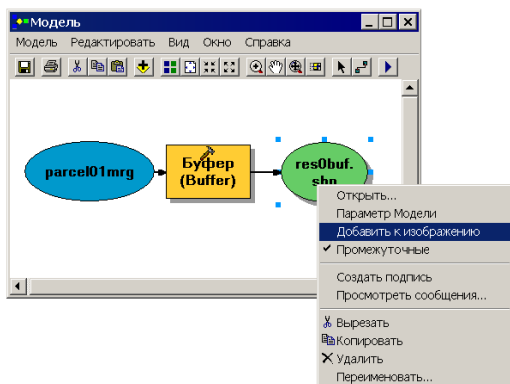 Модель
Модель Редактировать Вид Окно Справка
parcel01mrg
Буфер
(Buffer)
res0buf.
shp
Открыть...
Параметр Модели
Добавить к изображению
Промежуточные
Создать подпись
Просмотреть сообщения...
Вырезать
Копировать
Удалить
Переименовать...